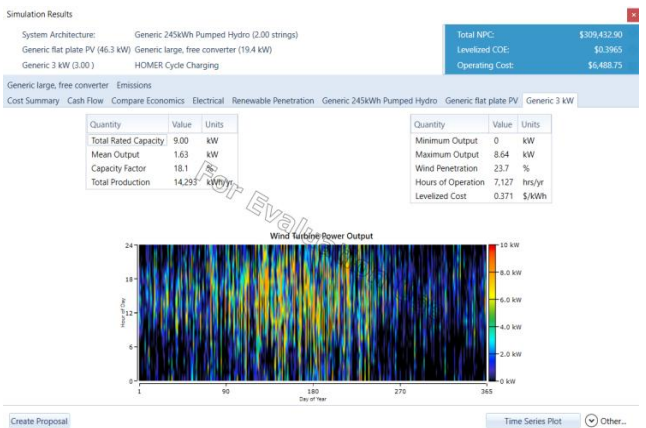 Simulation Results
×
System Architecture: Generic 245kWh Pumped Hydro (2.00 strings)
Generic flat plate PV (46.3 kW) Generic large, free converter (19.4 kW)
Generic 3 kW (3.00 ) HOMER Cycle Charging
Total NPC: $309,432.90
Levelized COE: $0.3965
Operating Cost: $6,488.75
Generic large, free converter Emissions
Cost Summary Cash Flow Compare Economics Electrical Renewable Penetration Generic 245kWh Pumped Hydro Generic flat plate PV Generic 3 kW
Quantity Value Units
Total Rated Capacity 9.00 kW
Mean Output 1.63 kW
Capacity Factor 18.1 %
Total Production 14,293 kWh/yr
Quantity Value Units
Minimum Output 0 kW
Maximum Output 8.64 kW
Wind Penetration 23.7 %
Hours of Operation 7,127 hrs/yr
Levelized Cost 0.371 $/kWh
For Evaluation
Wind Turbine Power Output
Hour of Day
24
18
12
6
0
1 90 180 270 365
Day of Year
10 kW
8.0 kW
6.0 kW
4.0 kW
2.0 kW
0 kW
Create Proposal
Time Series Plot
Other...